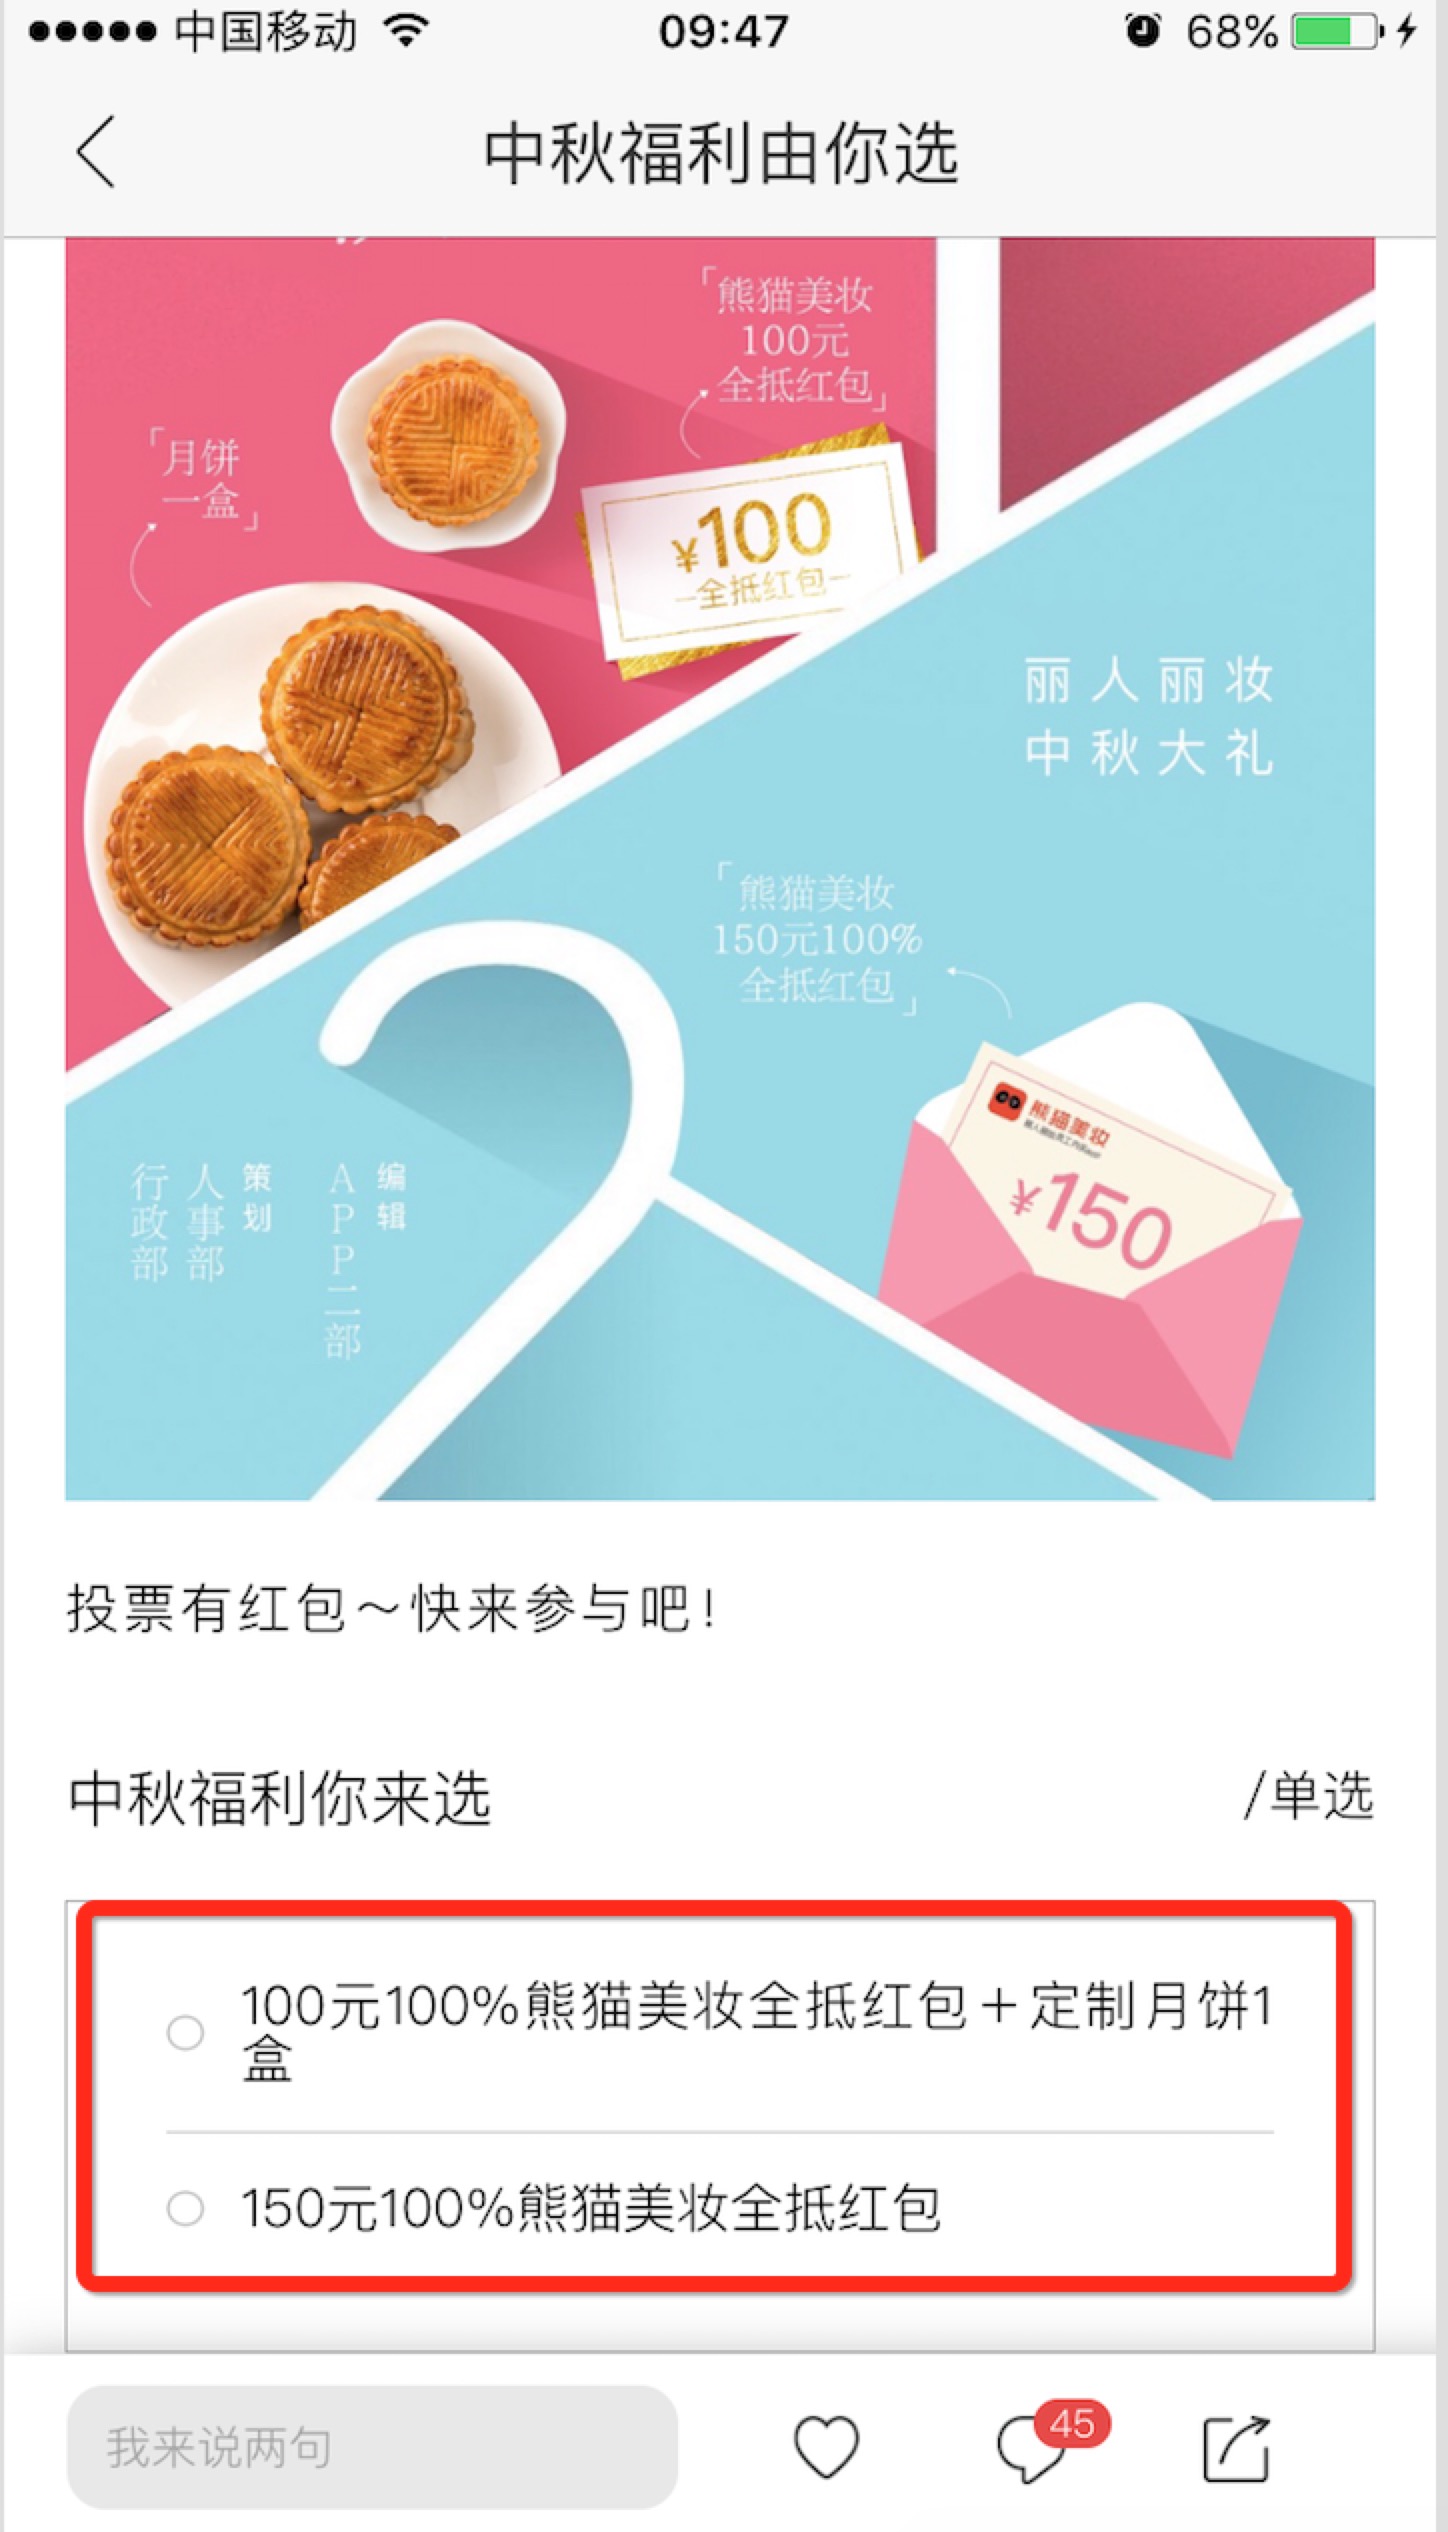 中国移动
09:47
68%
中秋福利由你选
「熊猫美妆
100元
全抵红包」
「月饼
一盒」
¥100
全抵红包
丽人丽妆
中秋大礼
「熊猫美妆
150元100%
全抵红包」
熊猫美妆
¥150
编辑
APP二部
策划
人事部
行政部
投票有红包～快来参与吧！
中秋福利你来选
/单选
100元100%熊猫美妆全抵红包＋定制月饼1
盒
150元100%熊猫美妆全抵红包
我来说两句
45